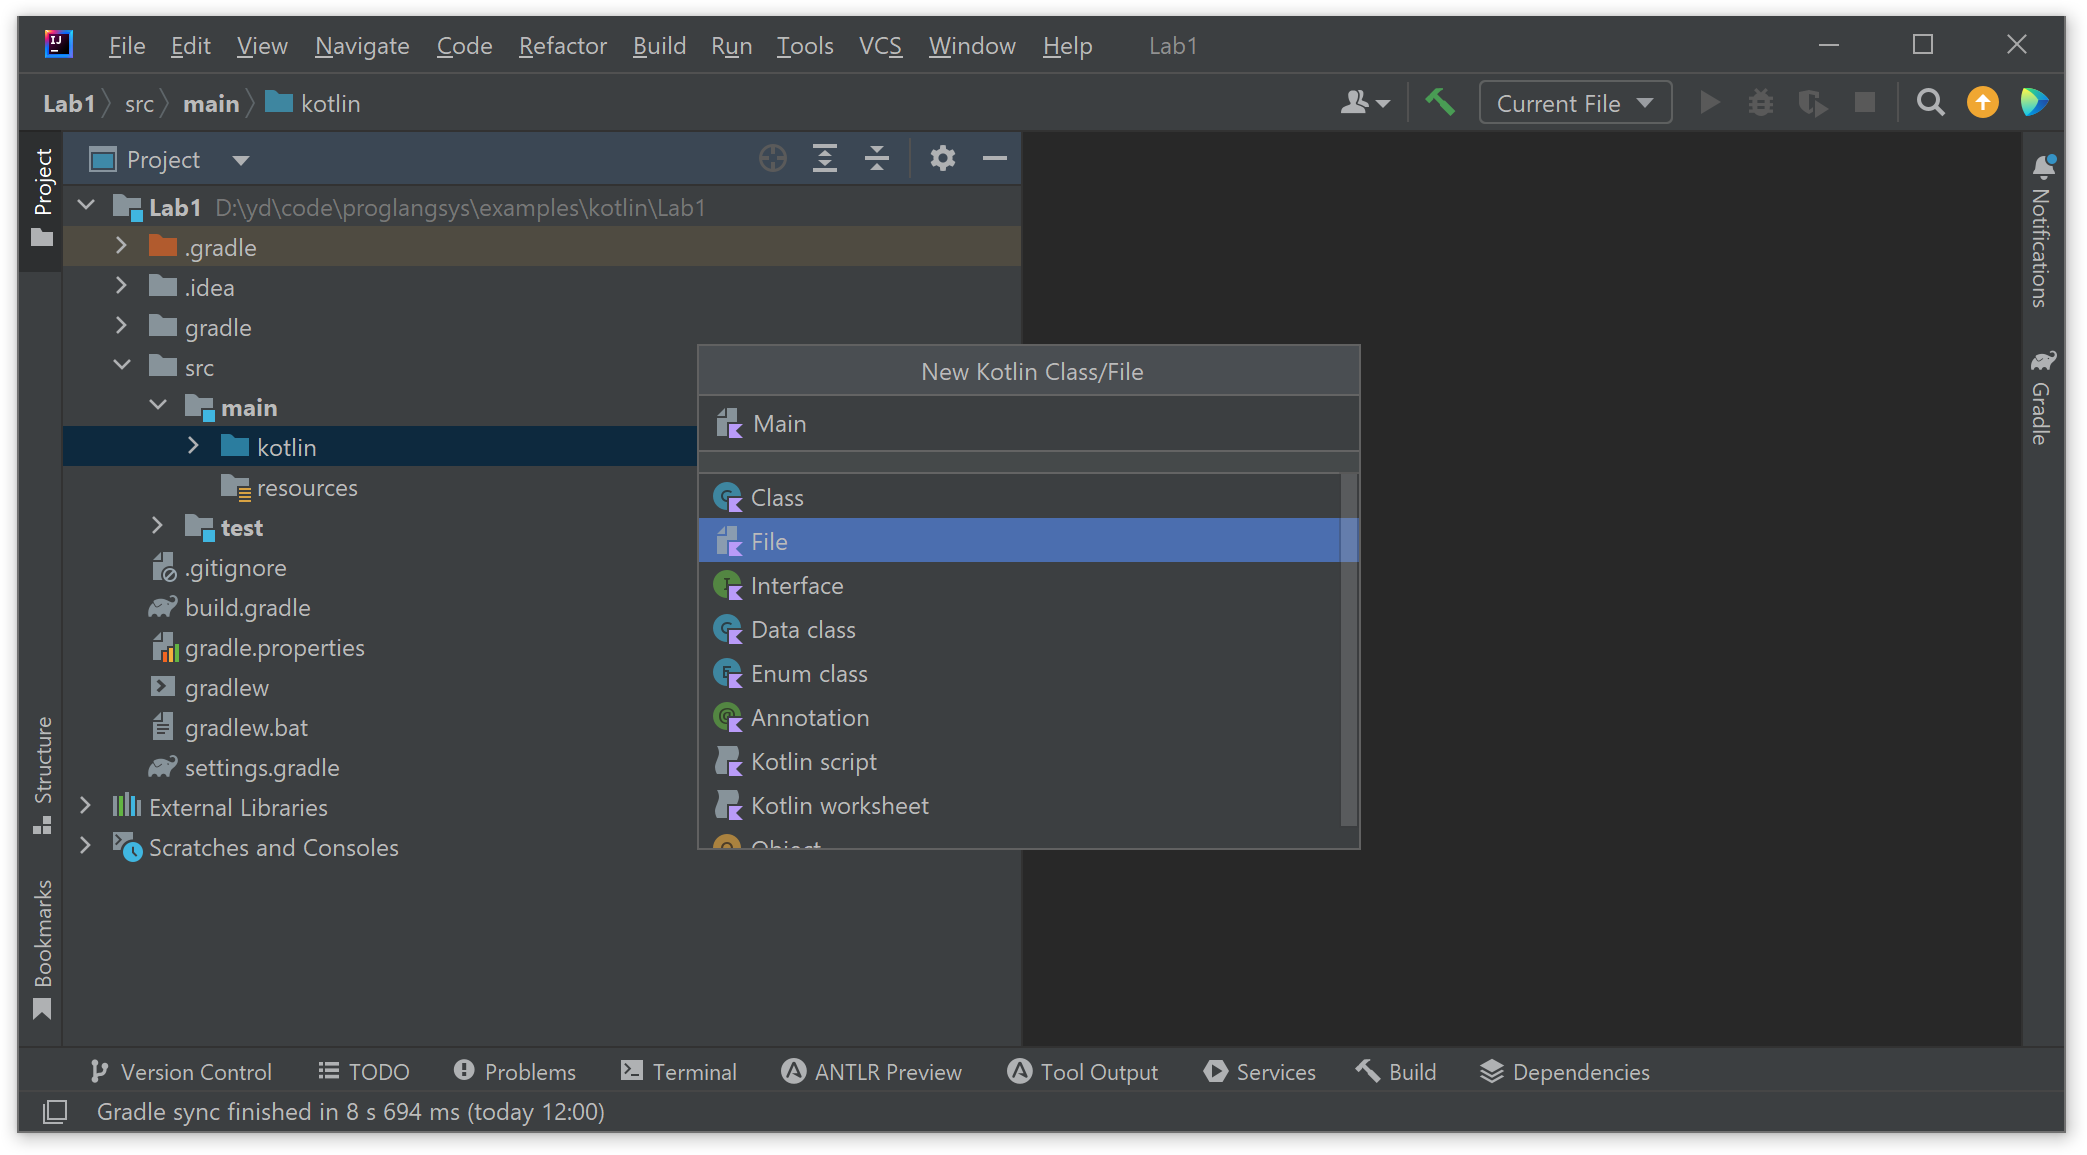 File Edit View Navigate Code Refactor Build Run Tools VCS Window Help Lab1
Lab1 src main kotlin
Current File
Project
Project
Lab1 D:\yd\code\proglangsys\examples\kotlin\Lab1
.gradle
.idea
gradle
src
main
kotlin
resources
test
.gitignore
build.gradle
gradle.properties
gradlew
gradlew.bat
settings.gradle
External Libraries
Scratches and Consoles
Structure
Bookmarks
New Kotlin Class/File
Main
Class
File
Interface
Data class
Enum class
Annotation
Kotlin script
Kotlin worksheet
Object
Notifications
Gradle
Version Control TODO Problems Terminal ANTLR Preview Tool Output Services Build Dependencies
Gradle sync finished in 8 s 694 ms (today 12:00)